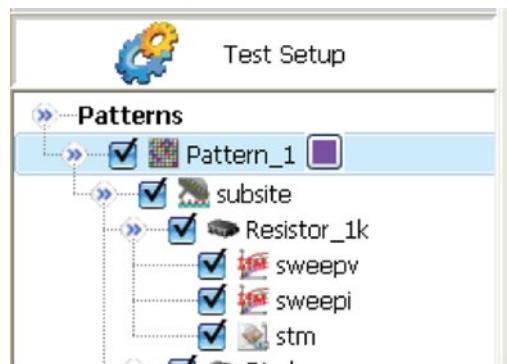 Test Setup
Patterns
Pattern_1
subsite
Resistor_1k
sweepv
sweepi
stm